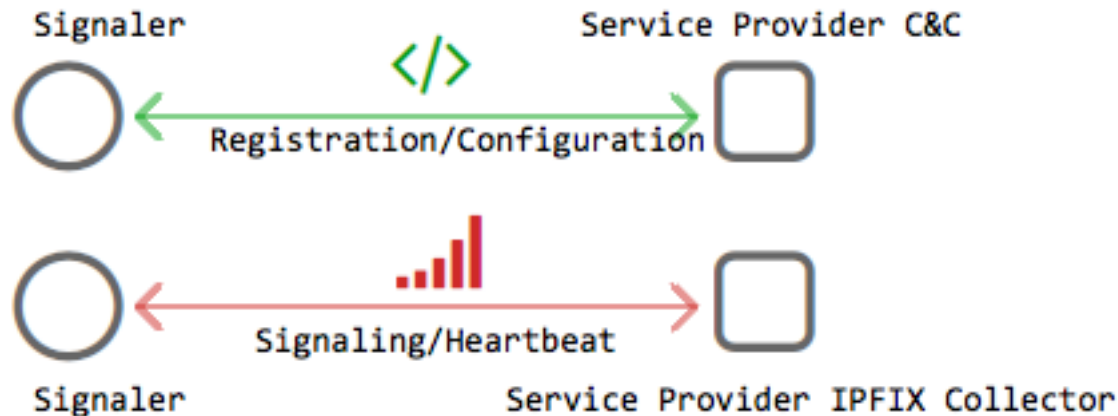 Signaler
Service Provider C&C
</>
Registration/Configuration
Signaling/Heartbeat
Signaler
Service Provider IPFIX Collector